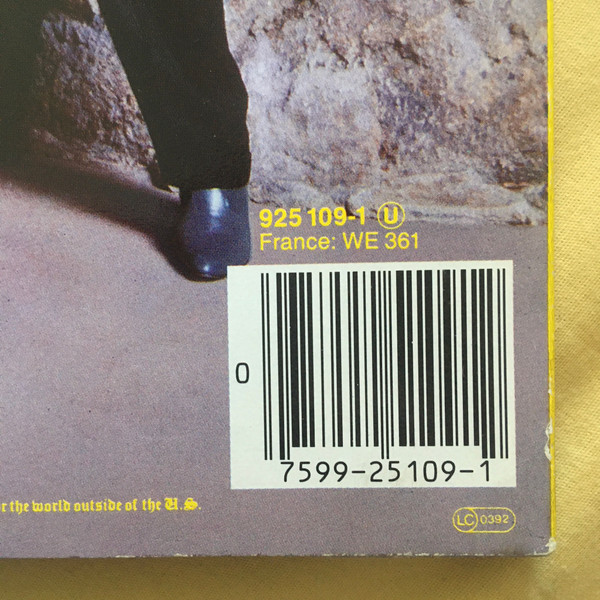 925 109-1 U
France: WE 361
0
7599-25109-1
the world outside of the U.S.
LC 0392